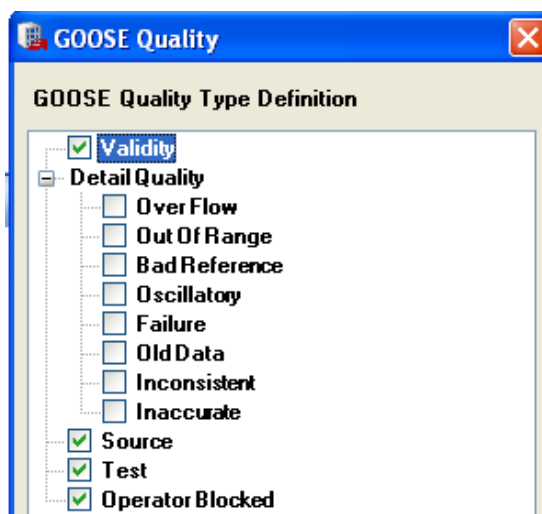 GOOSE Quality
GOOSE Quality Type Definition
Validity
Detail Quality
Over Flow
Out Of Range
Bad Reference
Oscillatory
Failure
Old Data
Inconsistent
Inaccurate
Source
Test
Operator Blocked